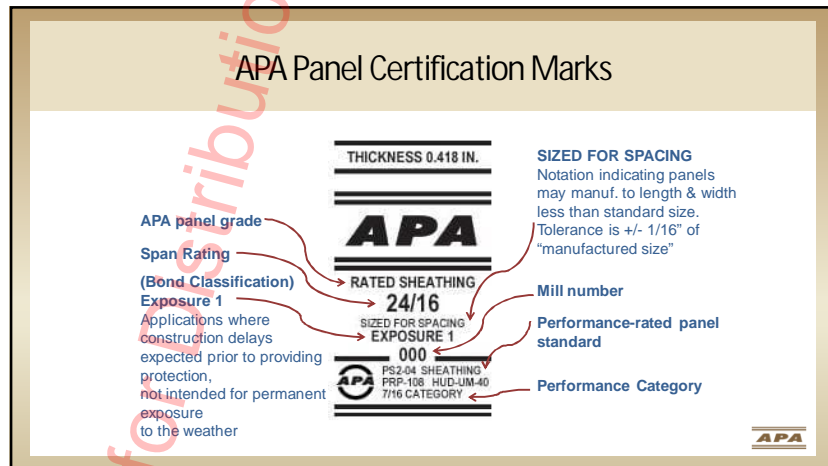 APA Panel Certification Marks
APA panel grade
Span Rating
(Bond Classification)
Exposure 1
Applications where
construction delays
expected prior to providing
protection,
not intended for permanent
exposure
to the weather
THICKNESS 0.418 IN.
APA
RATED SHEATHING
24/16
SIZED FOR SPACING
EXPOSURE 1
000
APA
PS2-04 SHEATHING
PRP-108 HUD-UM-40
7/16 CATEGORY
SIZED FOR SPACING
Notation indicating panels
may manuf. to length & width
less than standard size.
Tolerance is +/- 1/16” of
“manufactured size”
Mill number
Performance-rated panel
standard
Performance Category
APA
for Distributio